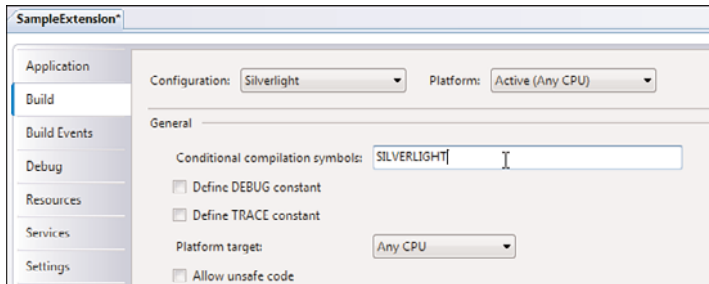 SampleExtension*
Application
Build
Build Events
Debug
Resources
Services
Settings
Configuration: Silverlight Platform: Active (Any CPU)
General
Conditional compilation symbols: SILVERLIGHT
Define DEBUG constant
Define TRACE constant
Platform target: Any CPU
Allow unsafe code